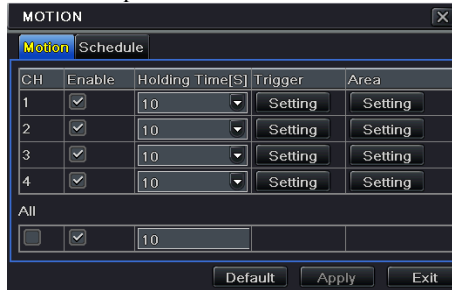 MOTION
Motion Schedule
CH Enable Holding Time[S] Trigger Area
1 10 Setting Setting
2 10 Setting Setting
3 10 Setting Setting
4 10 Setting Setting
All
10
Default Apply Exit